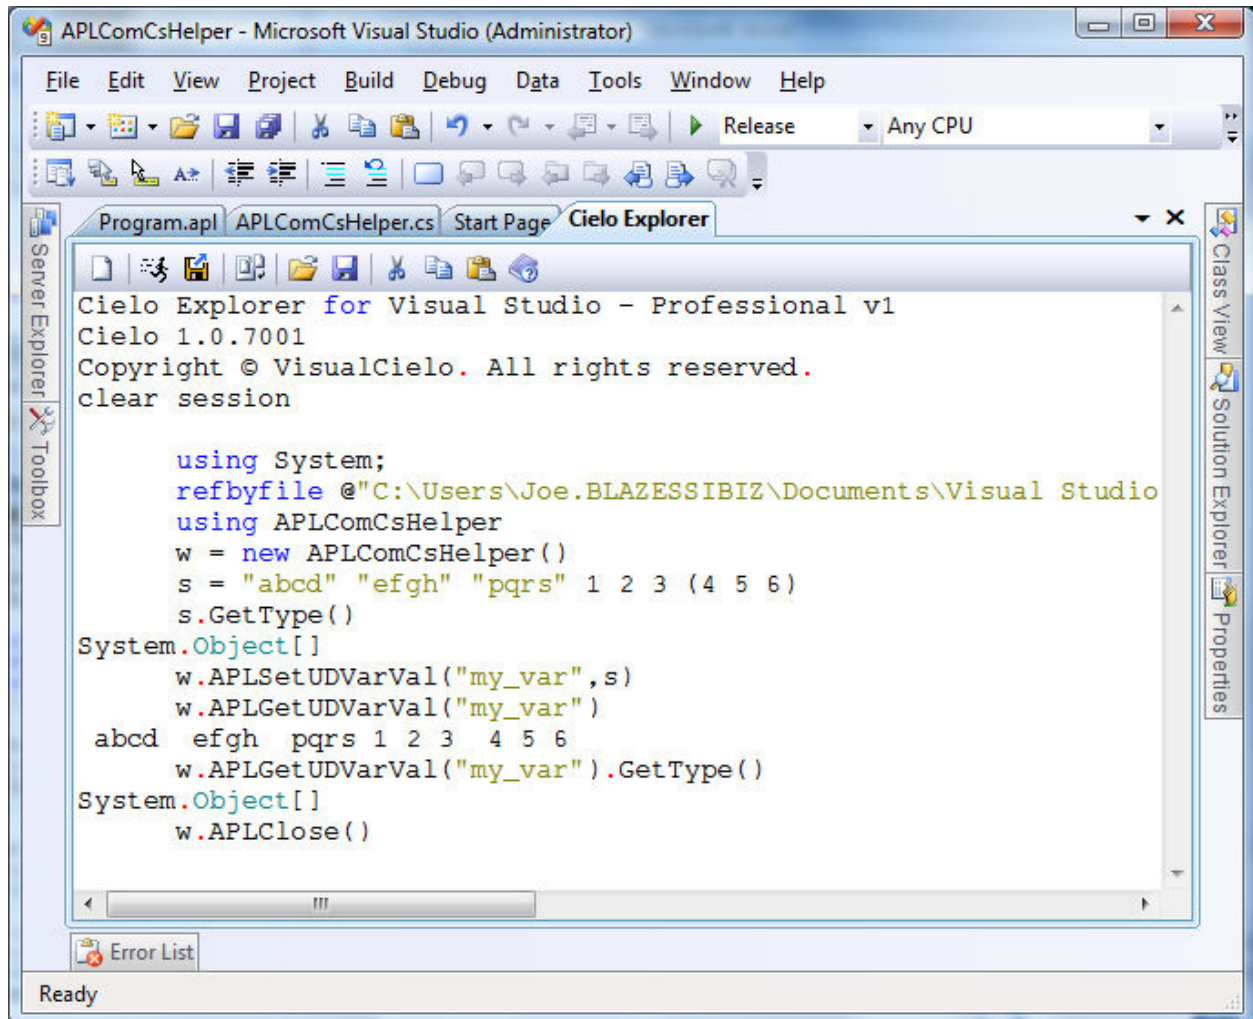 APLComCsHelper - Microsoft Visual Studio (Administrator)
File Edit View Project Build Debug Data Tools Window Help
Release Any CPU
Program.apl APLComCsHelper.cs Start Page Cielo Explorer
Cielo Explorer for Visual Studio - Professional v1
Cielo 1.0.7001
Copyright © VisualCielo. All rights reserved.
clear session
using System;
refbyfile @"C:\Users\Joe.BLAZESSIBIZ\Documents\Visual Studio
using APLComCsHelper
w = new APLComCsHelper()
s = "abcd" "efgh" "pqrs" 1 2 3 (4 5 6)
s.GetType()
System.Object[]
w.APLSetUDVarVal("my_var",s)
w.APLGetUDVarVal("my_var")
abcd efgh pqrs 1 2 3 4 5 6
w.APLGetUDVarVal("my_var").GetType()
System.Object[]
w.APLClose()
Server Explorer
Toolbox
Class View
Solution Explorer
Properties
Error List
Ready